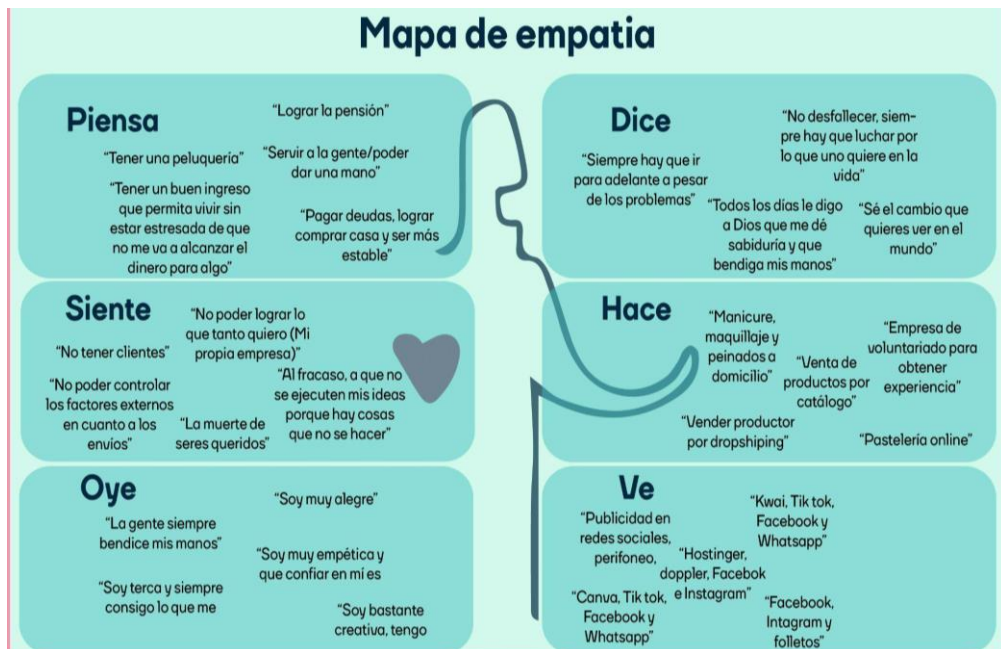 Mapa de empatia
Piensa
“Lograr la pensión”
“Tener una peluquería”
“Servir a la gente/poder
dar una mano”
“Tener un buen ingreso
que permita vivir sin
estar estresada de que
no me va a alcanzar el
dinero para algo”
“Pagar deudas, lograr
comprar casa y ser más
estable”
Dice
“No desfallecer, siem-
pre hay que luchar por
lo que uno quiere en la
vida”
“Siempre hay que ir
para adelante a pesar
de los problemas”
“Todos los días le digo
a Dios que me dé
sabiduría y que
bendiga mis manos”
“Sé el cambio que
quieres ver en el
mundo”
Siente
“No poder lograr lo
que tanto quiero (Mi
propia empresa)”
“No tener clientes”
“No poder controlar
los factores externos
en cuanto a los
envios”
“Al fracaso, a que no
se ejecuten mis ideas
porque hay cosas
que no se hacer”
“La muerte de
seres queridos”
Hace
“Manicure,
maquillaje y
peinados a
domicilio”
“Empresa de
voluntariado para
obtener
experiencia”
“Venta de
productos por
catálogo”
“Vender productor
por dropshiping”
“Pastelería online”
Oye
“Soy muy alegre”
“La gente siempre
bendice mis manos”
“Soy muy empética y
que confiar en mí es
“Soy terca y siempre
consigo lo que me
“Soy bastante
creativa, tengo
Ve
“Kwai, Tik tok,
Facebook y
Whatsapp”
“Publicidad en
redes sociales,
perifoneo,
“Hostinger,
doppler, Facebok
e Instagram”
“Canva, Tik tok,
Facebook y
Whatsapp”
“Facebook,
Intagram y
folletos”